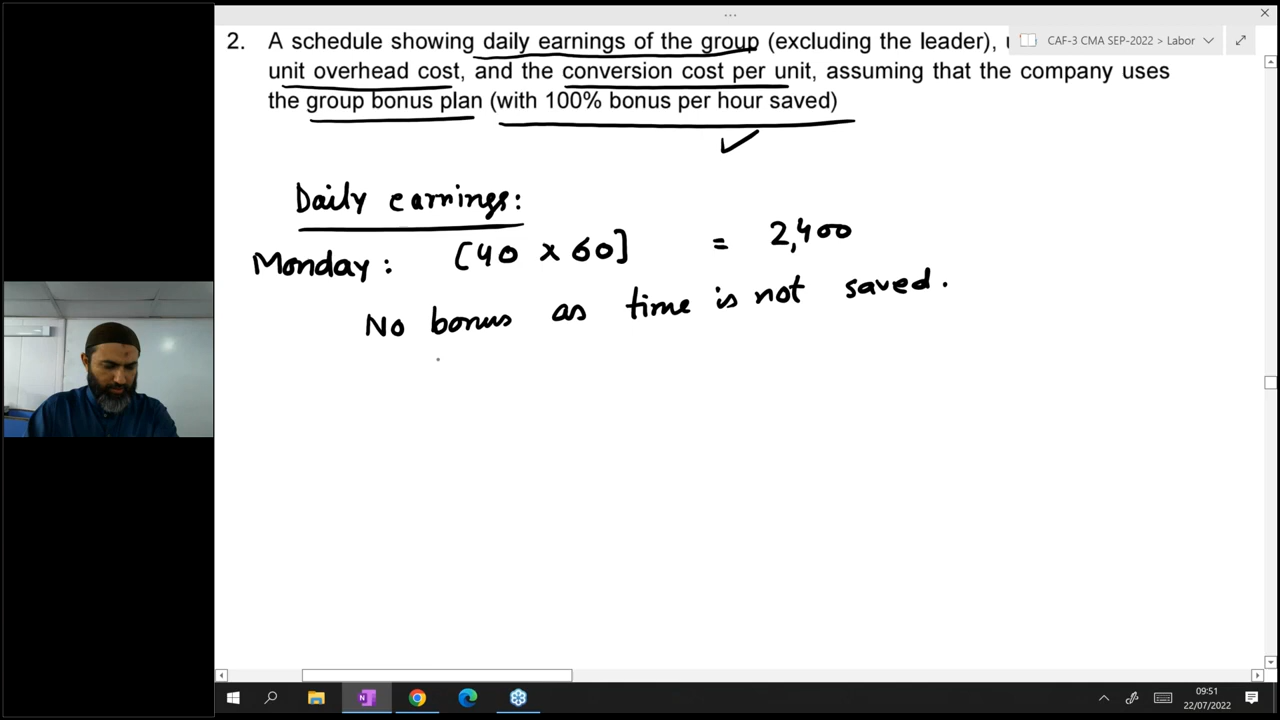 CAF-3 CMA SEP-2022 > Labor
2. A schedule showing daily earnings of the group (excluding the leader),
unit overhead cost, and the conversion cost per unit, assuming that the company uses
the group bonus plan (with 100% bonus per hour saved)
Daily earnings:
Monday: [40 x 60] = 2,400
No bonus as time is not saved.
09:51
22/07/2022